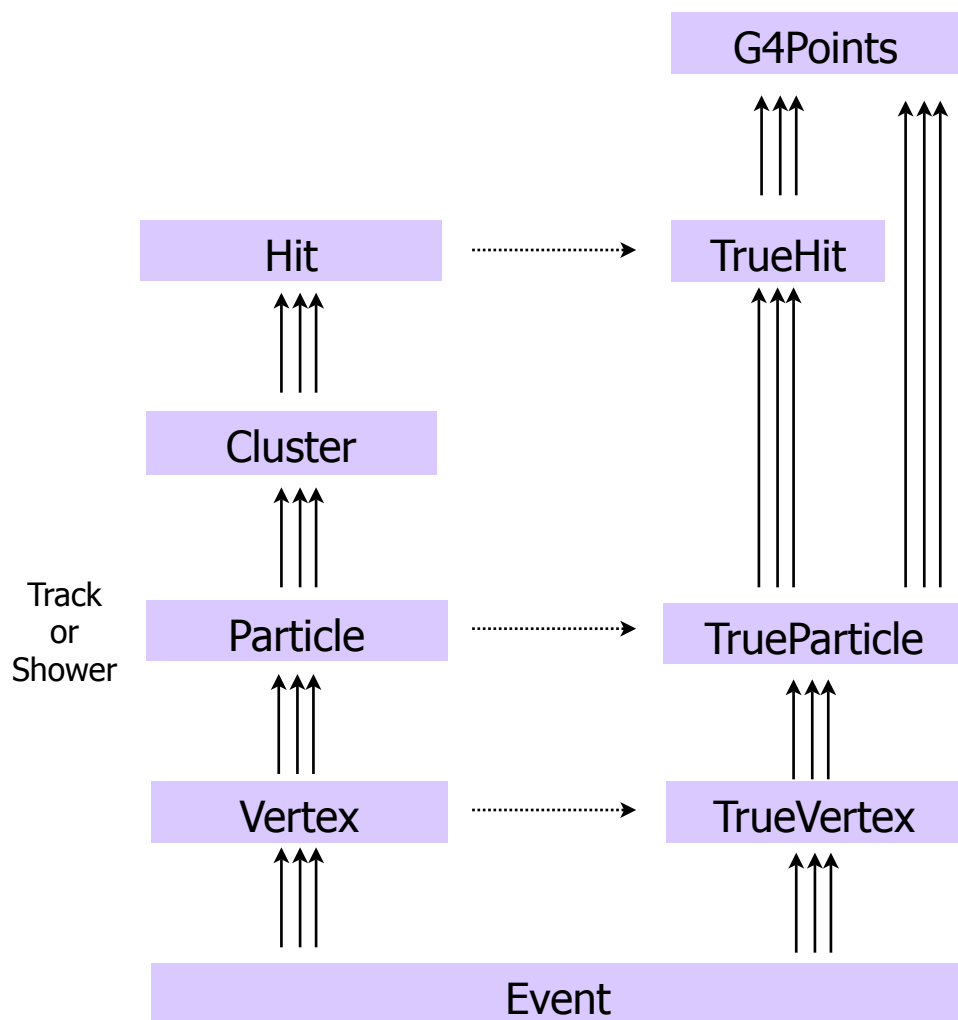 G4Points
Hit
TrueHit
Cluster
Track
or
Shower
Particle
TrueParticle
Vertex
TrueVertex
Event